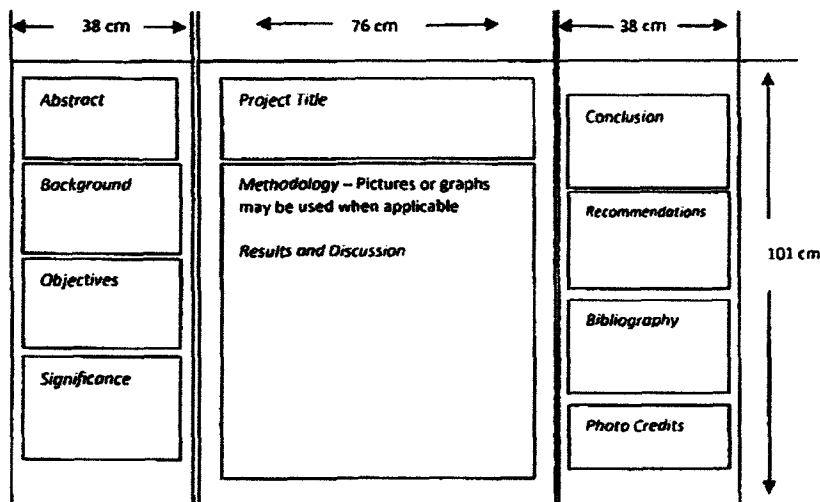 38 cm
76 cm
38 cm
Abstract
Background
Objectives
Significance
Project Title
Methodology – Pictures or graphs
may be used when applicable
Results and Discussion
Conclusion
Recommendations
Bibliography
Photo Credits
101 cm